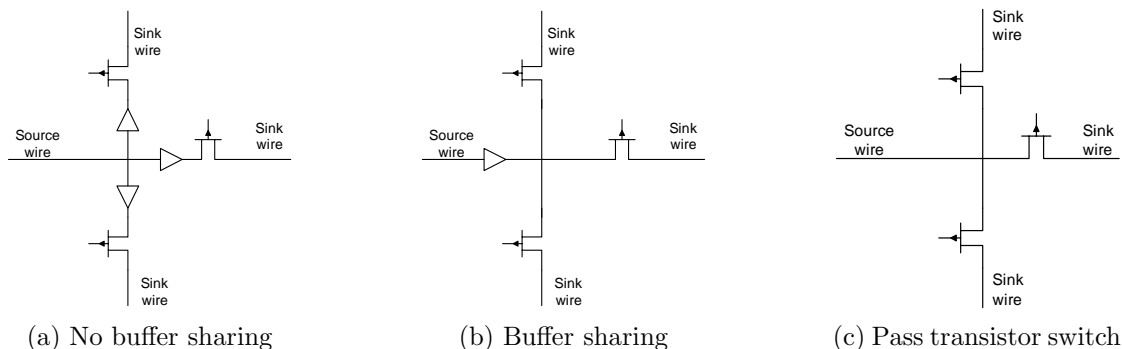 Sink
wire
Source
wire
Sink
wire
Sink
wire
(a) No buffer sharing
Sink
wire
Source
wire
Sink
wire
Sink
wire
(b) Buffer sharing
Sink
wire
Source
wire
Sink
wire
Sink
wire
(c) Pass transistor switch